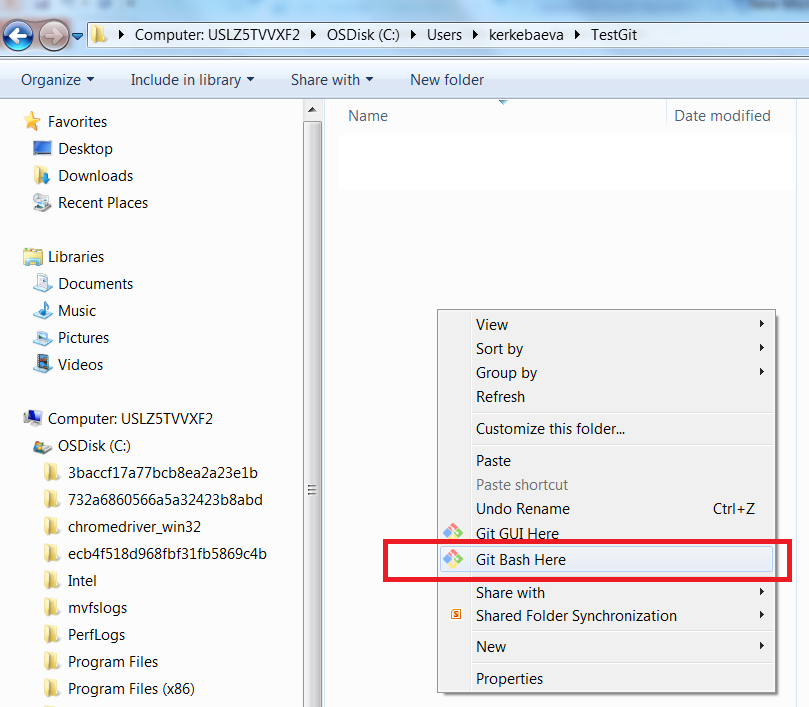 Computer: USLZ5TVVXF2 OSDisk (C:) Users kerkebaeva TestGit
Organize Include in library Share with New folder
Favorites
Desktop
Downloads
Recent Places
Libraries
Documents
Music
Pictures
Videos
Computer: USLZ5TVVXF2
OSDisk (C:)
3baccf17a77bcb8ea2a23e1b
732a6860566a5a32423b8abd
chromedriver_win32
ecb4f518d968fbf31fb5869c4b
Intel
mvfslogs
PerfLogs
Program Files
Program Files (x86)
Name Date modified
View
Sort by
Group by
Refresh
Customize this folder...
Paste
Paste shortcut
Undo Rename Ctrl+Z
Git GUI Here
Git Bash Here
Share with
S
Shared Folder Synchronization
New
Properties